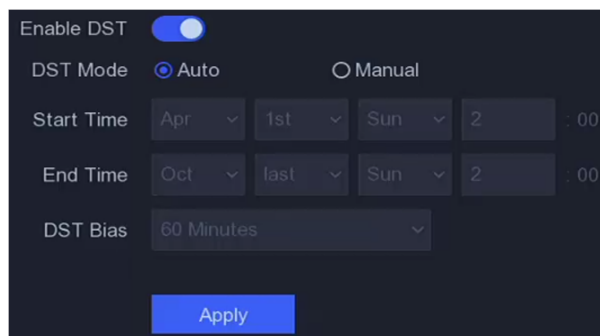 Enable DST
DST Mode Auto Manual
Start Time Apr 1st Sun 2 : 00
End Time Oct last Sun 2 : 00
DST Bias 60 Minutes
Apply